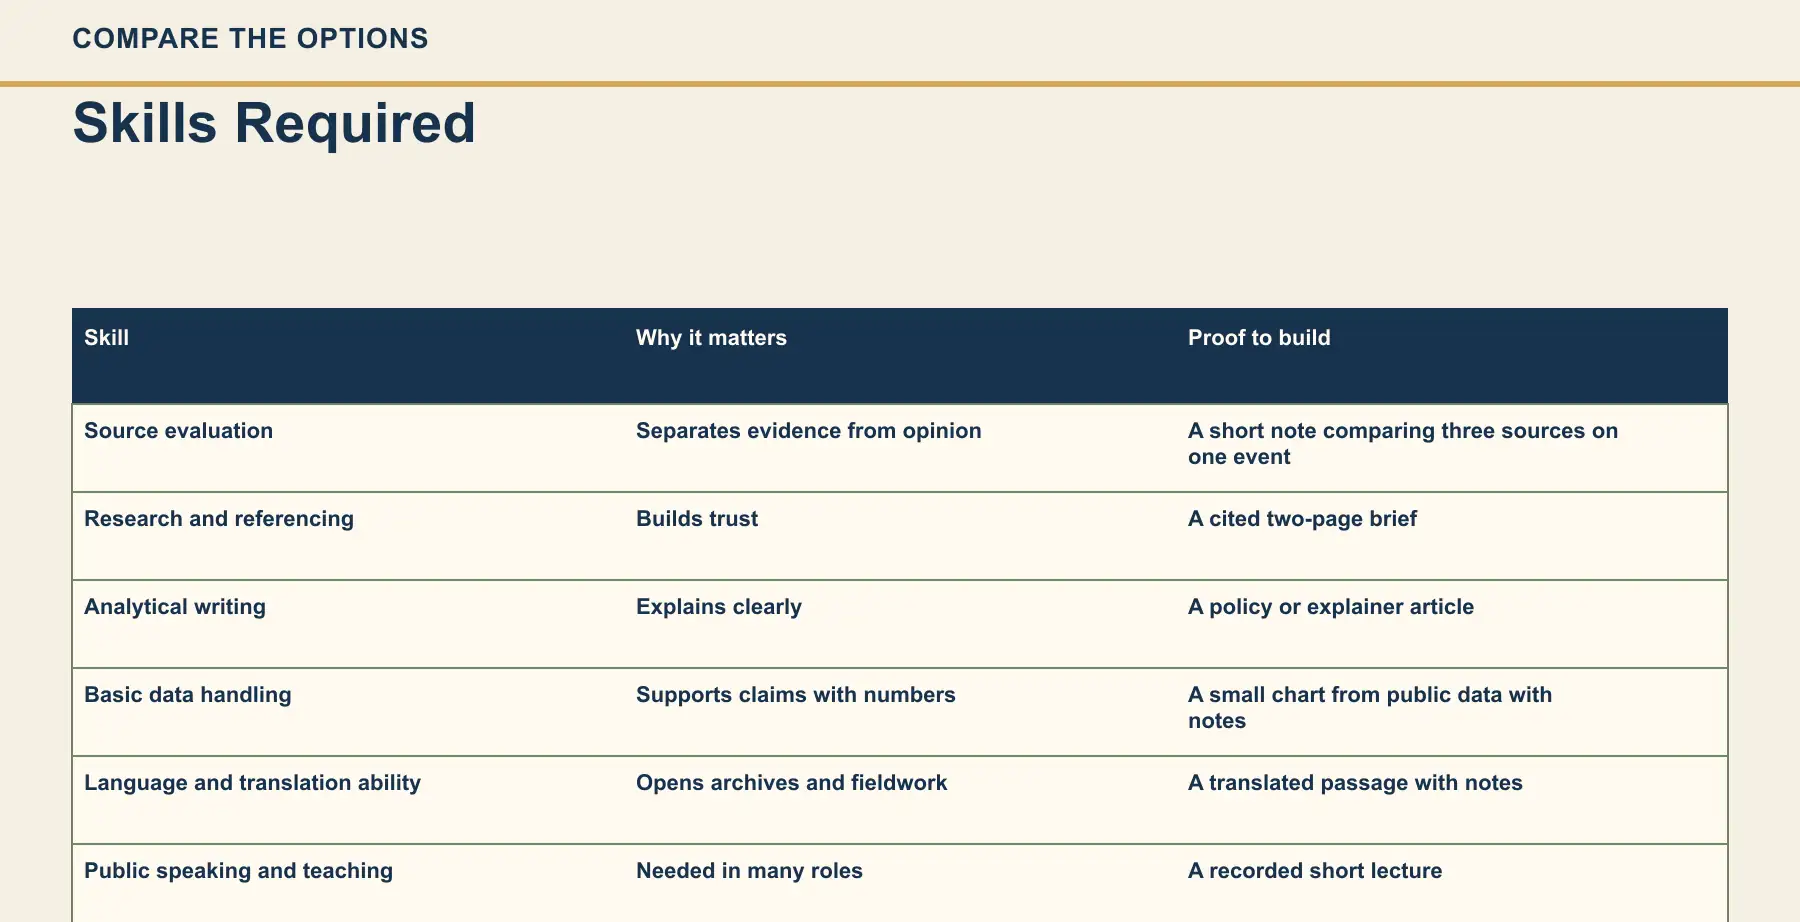 COMPARE THE OPTIONS
Skills Required
Skill Why it matters Proof to build
Source evaluation Separates evidence from opinion A short note comparing three sources on
one event
Research and referencing Builds trust A cited two-page brief
Analytical writing Explains clearly A policy or explainer article
Basic data handling Supports claims with numbers A small chart from public data with
notes
Language and translation ability Opens archives and fieldwork A translated passage with notes
Public speaking and teaching Needed in many roles A recorded short lecture